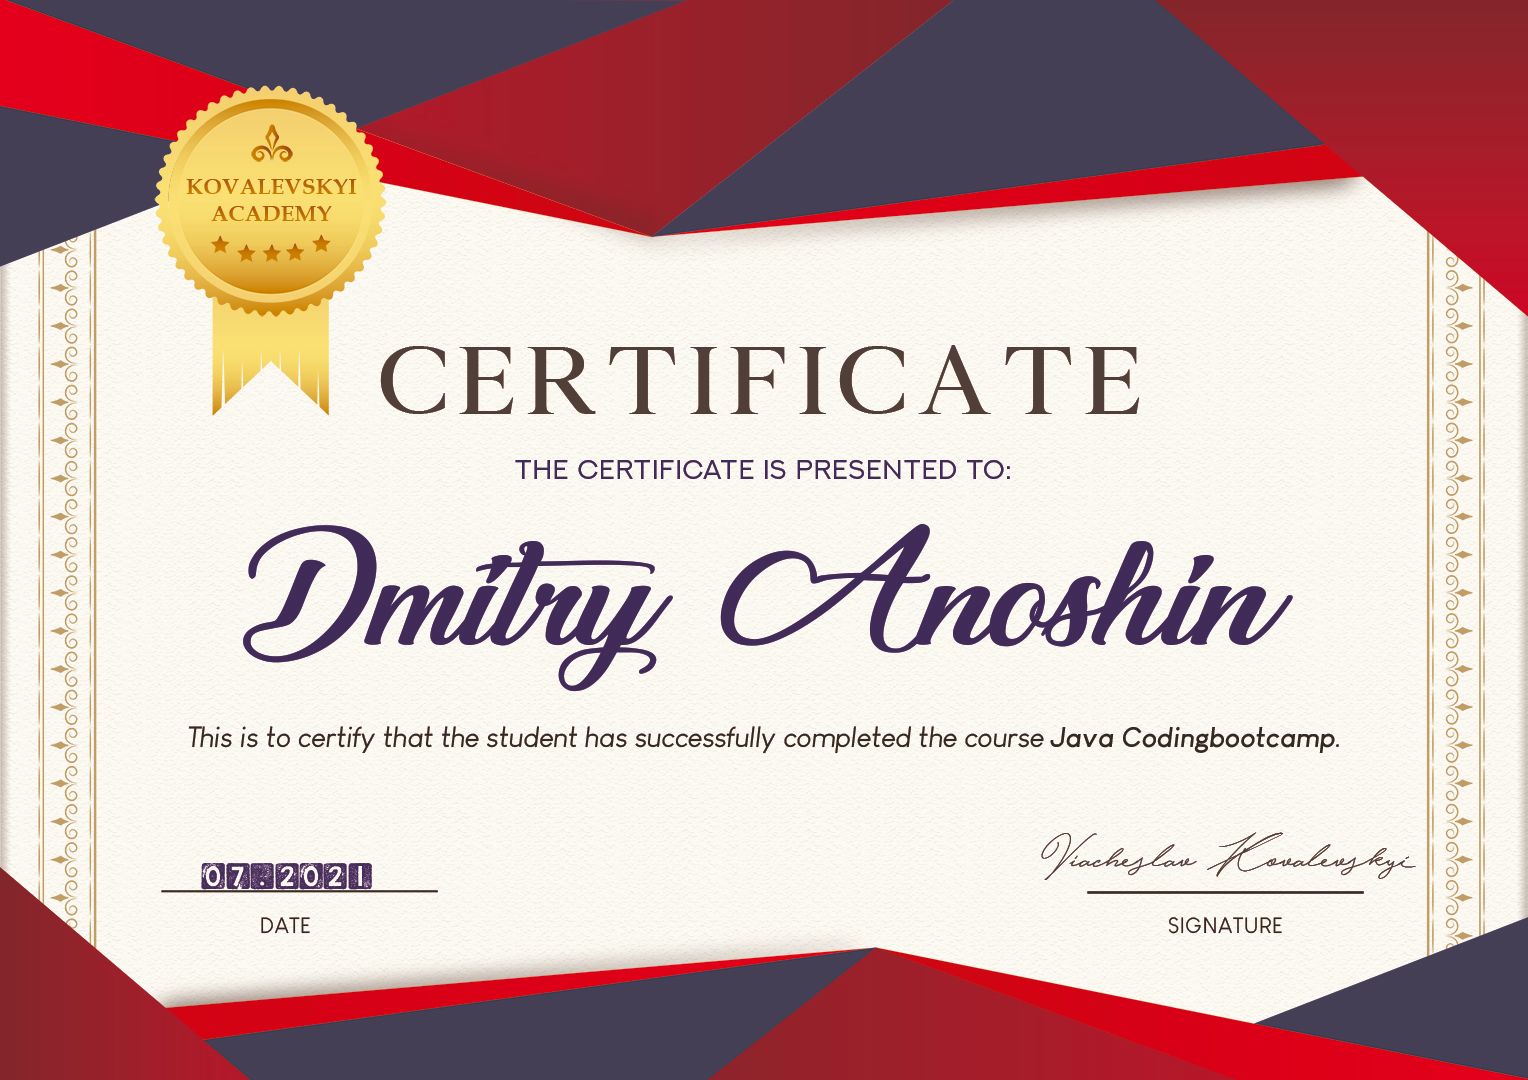 KOVALEVSKYI
ACADEMY
CERTIFICATE
THE CERTIFICATE IS PRESENTED TO:
Dmitry Anoshin
This is to certify that the student has successfully completed the course Java Codingbootcamp.
07.2021
DATE
Viacheslav Kovalevskyi
SIGNATURE